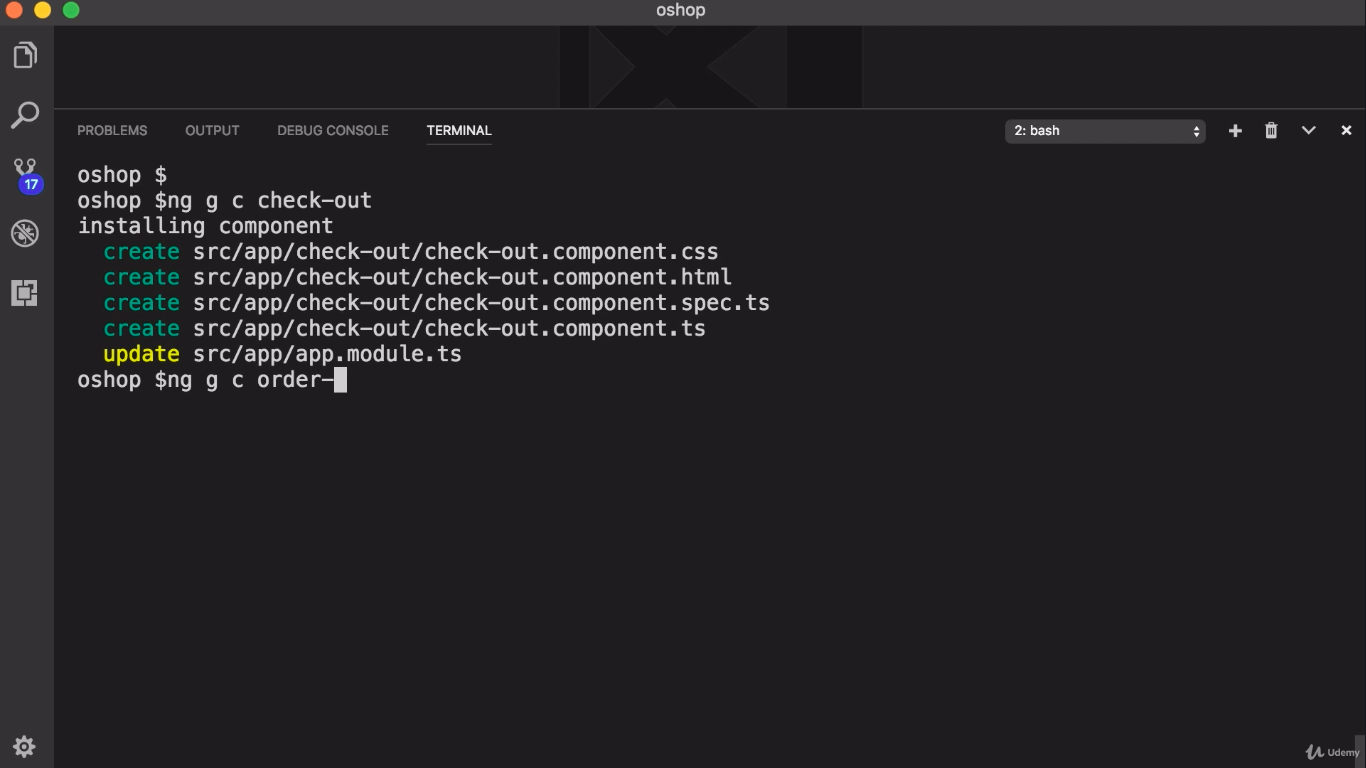 oshop
PROBLEMS OUTPUT DEBUG CONSOLE TERMINAL 2: bash
oshop $
oshop $ng g c check-out
installing component
create src/app/check-out/check-out.component.css
create src/app/check-out/check-out.component.html
create src/app/check-out/check-out.component.spec.ts
create src/app/check-out/check-out.component.ts
update src/app/app.module.ts
oshop $ng g c order-
17
Udemy